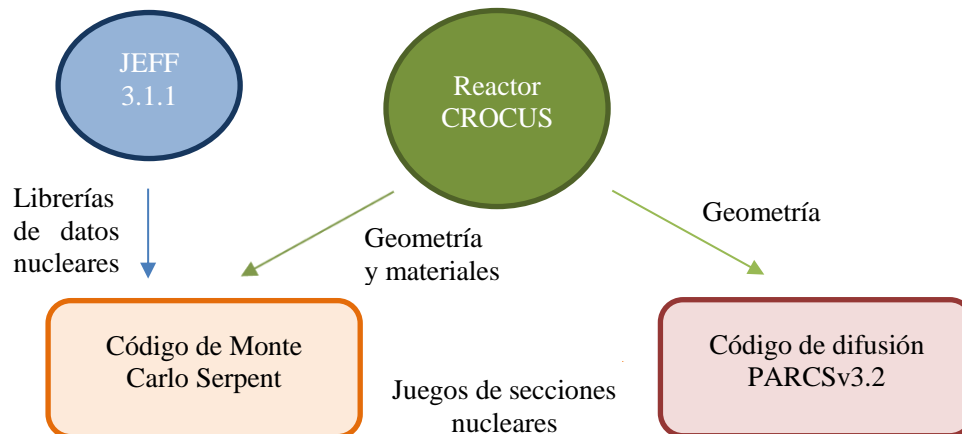 JEFF
3.1.1
Reactor
CROCUS
Librerías
de datos
nucleares
Geometría
y materiales
Geometría
Código de Monte
Carlo Serpent
Juegos de secciones
nucleares
Código de difusión
PARCSv3.2